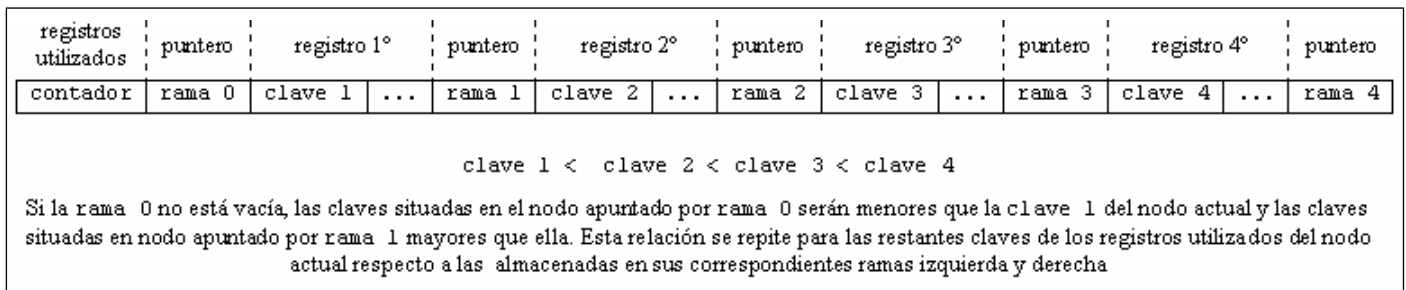 registros utilizados puntero registro 1º puntero registro 2º puntero registro 3º puntero registro 4º puntero
contador rama 0 clave 1 ... rama 1 clave 2 ... rama 2 clave 3 ... rama 3 clave 4 ... rama 4
clave 1 < clave 2 < clave 3 < clave 4
Si la rama 0 no está vacía, las claves situadas en el nodo apuntado por rama 0 serán menores que la clave 1 del nodo actual y las claves
situadas en nodo apuntado por rama 1 mayores que ella. Esta relación se repite para las restantes claves de los registros utilizados del nodo
actual respecto a las almacenadas en sus correspondientes ramas izquierda y derecha